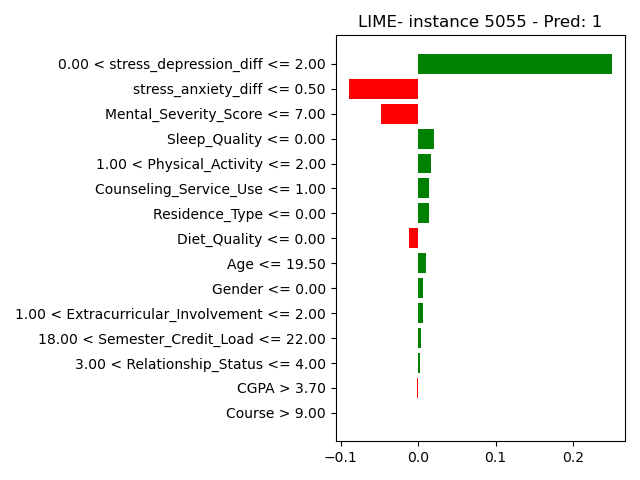 LIME- instance 5055 - Pred: 1
0.00 < stress_depression_diff <= 2.00
stress_anxiety_diff <= 0.50
Mental_Severity_Score <= 7.00
Sleep_Quality <= 0.00
1.00 < Physical_Activity <= 2.00
Counseling_Service_Use <= 1.00
Residence_Type <= 0.00
Diet_Quality <= 0.00
Age <= 19.50
Gender <= 0.00
1.00 < Extracurricular_Involvement <= 2.00
18.00 < Semester_Credit_Load <= 22.00
3.00 < Relationship_Status <= 4.00
CGPA > 3.70
Course > 9.00
−0.1 0.0 0.1 0.2